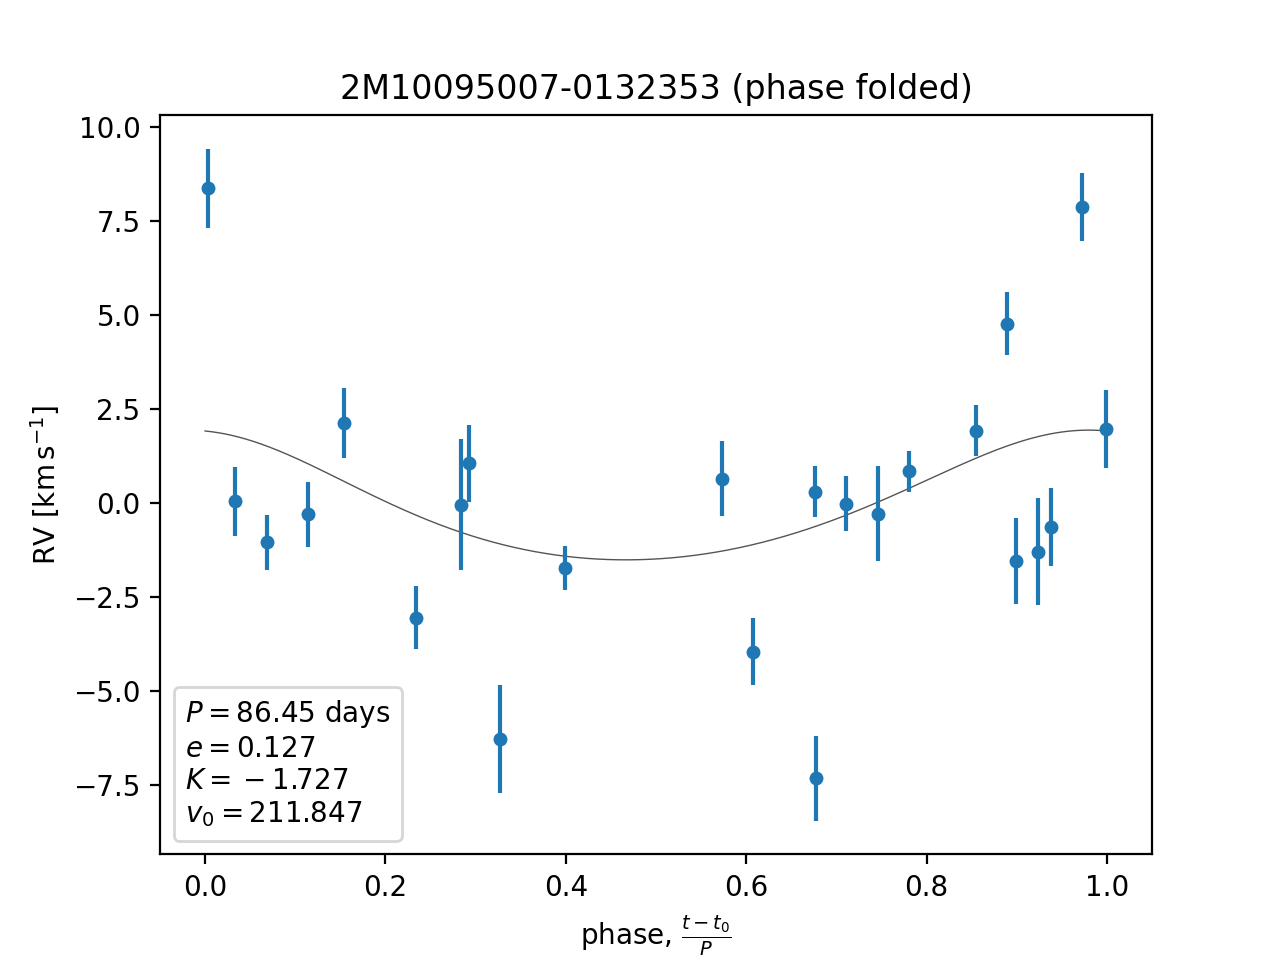 2M10095007-0132353 (phase folded)
10.0
7.5
5.0
2.5
0.0
−2.5
−5.0
−7.5
RV [km s⁻¹]
P = 86.45 days
e = 0.127
K = −1.727
v₀ = 211.847
0.0 0.2 0.4 0.6 0.8 1.0
phase, (t − t₀)/P